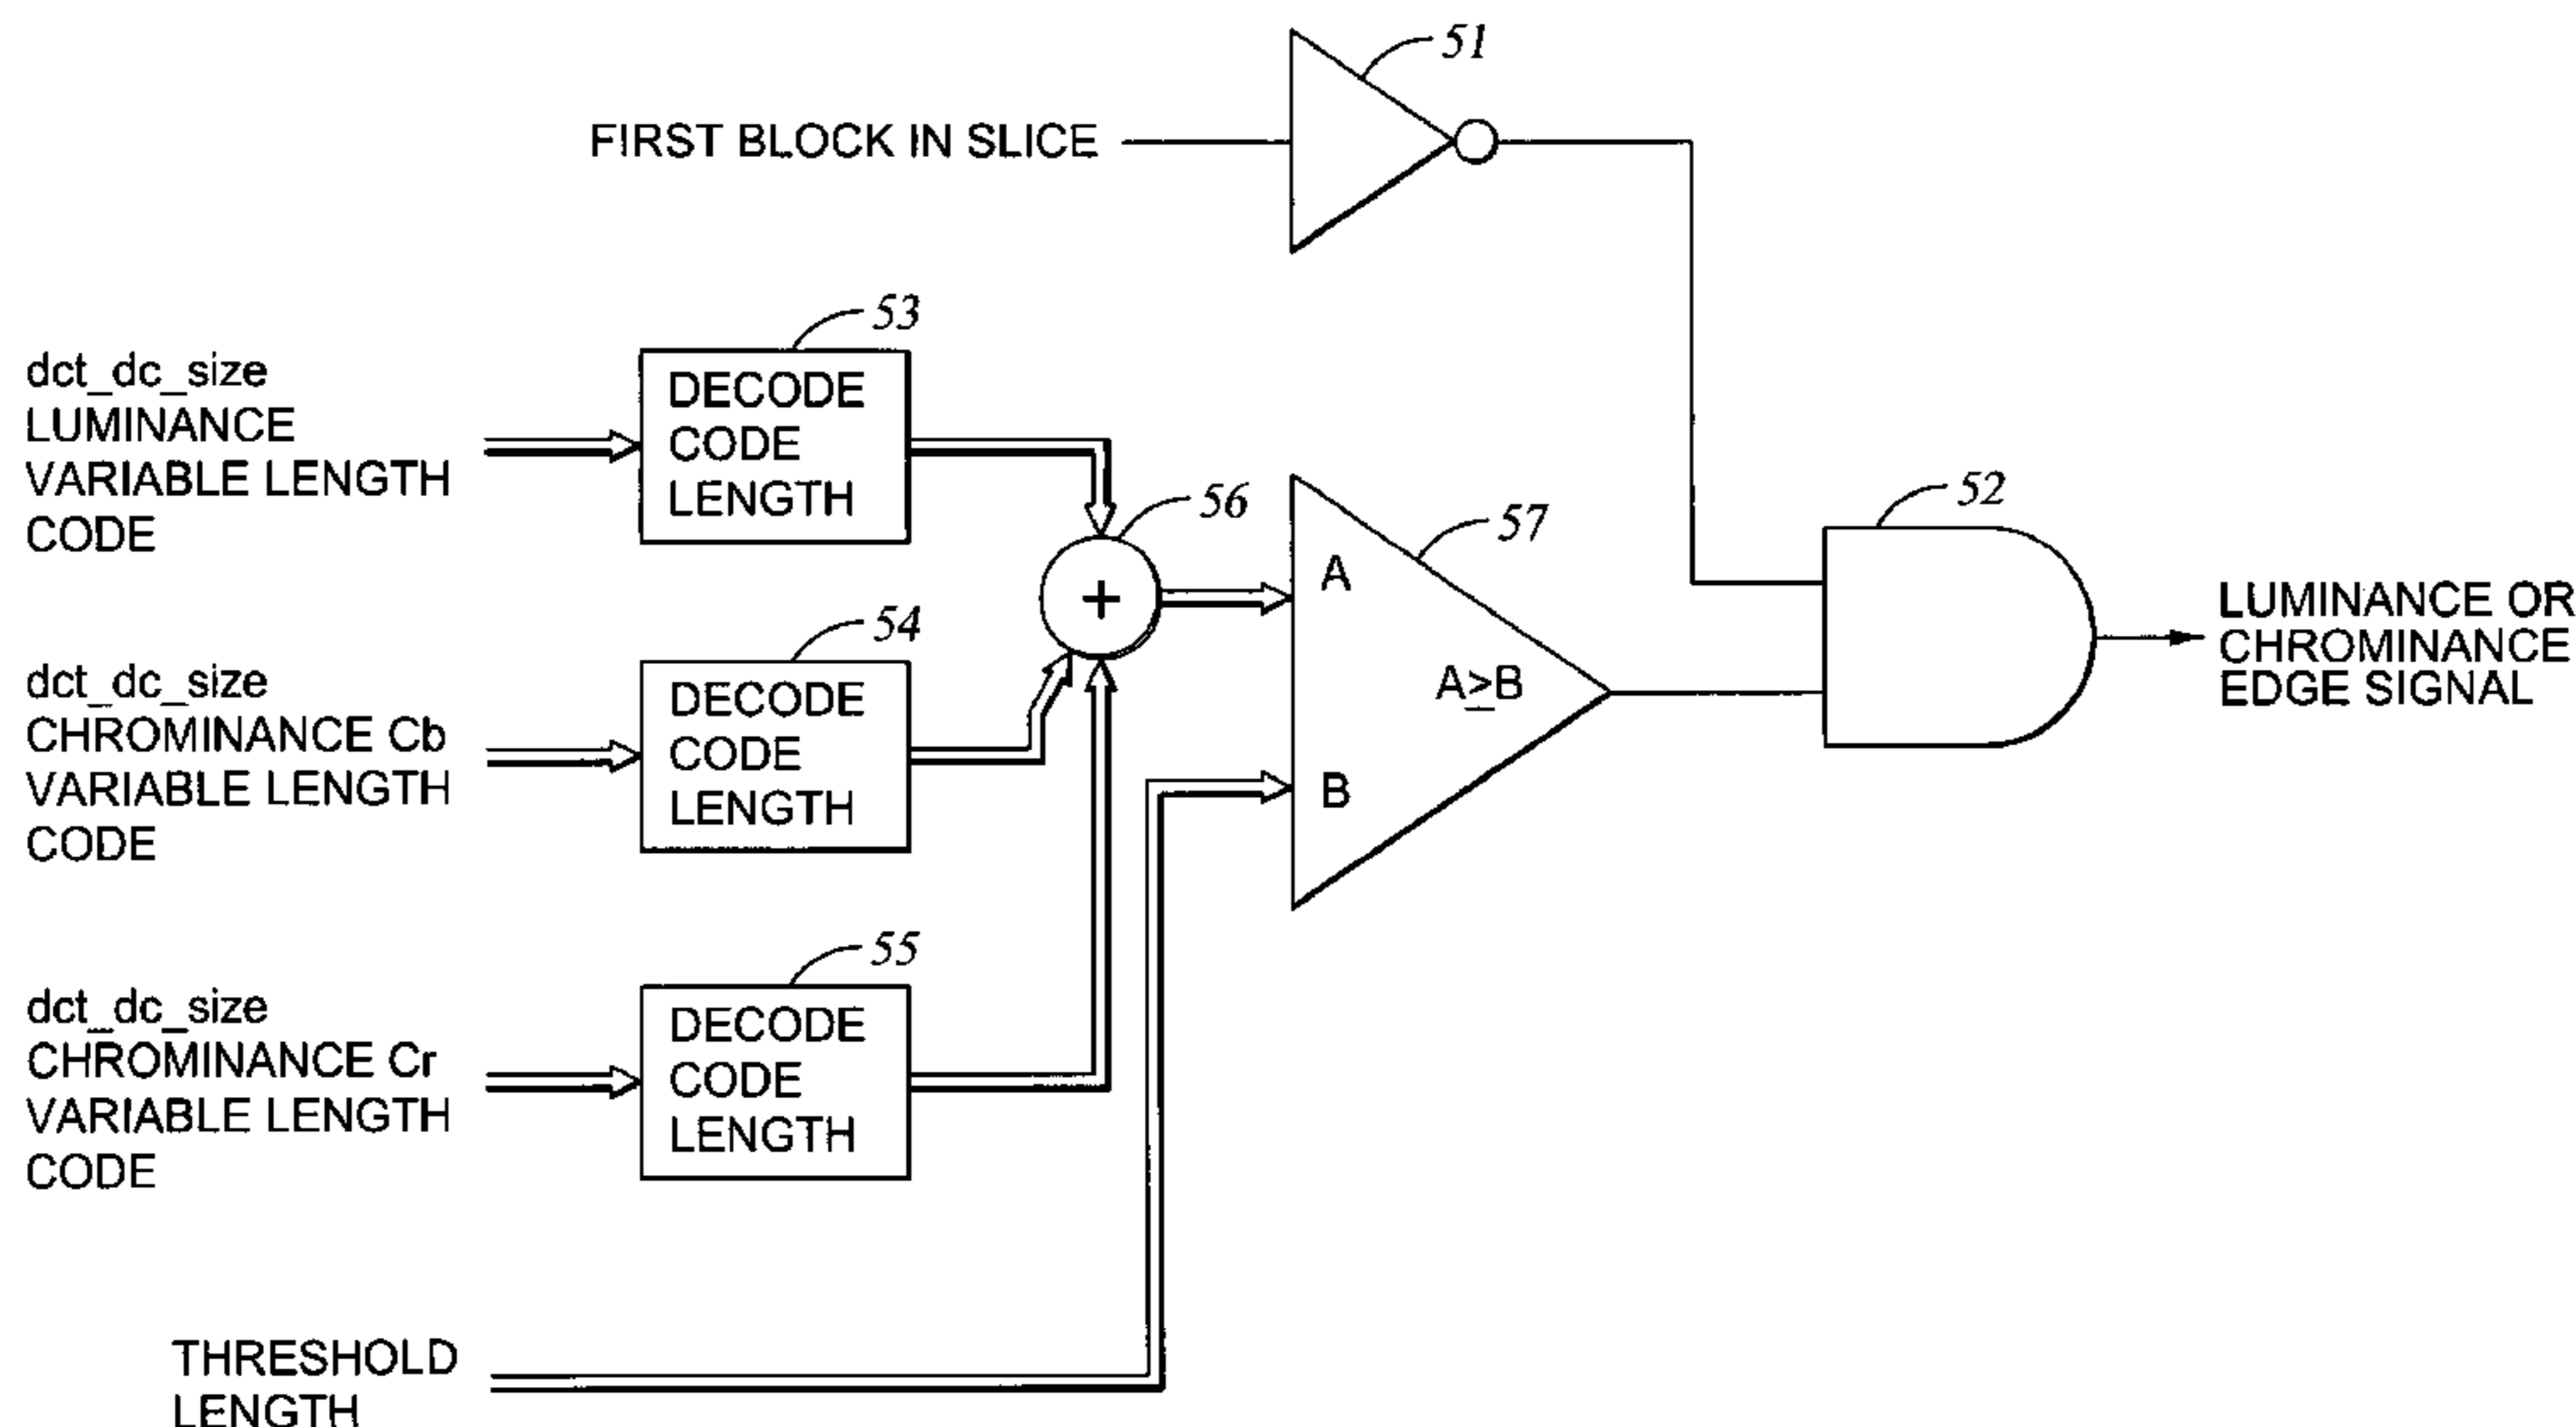 51
FIRST BLOCK IN SLICE
53
dct_dc_size
LUMINANCE
VARIABLE LENGTH
CODE
DECODE
CODE
LENGTH
56
57
52
A
A≥B
B
LUMINANCE OR
CHROMINANCE
EDGE SIGNAL
54
dct_dc_size
CHROMINANCE Cb
VARIABLE LENGTH
CODE
DECODE
CODE
LENGTH
+
55
dct_dc_size
CHROMINANCE Cr
VARIABLE LENGTH
CODE
DECODE
CODE
LENGTH
THRESHOLD
LENGTH